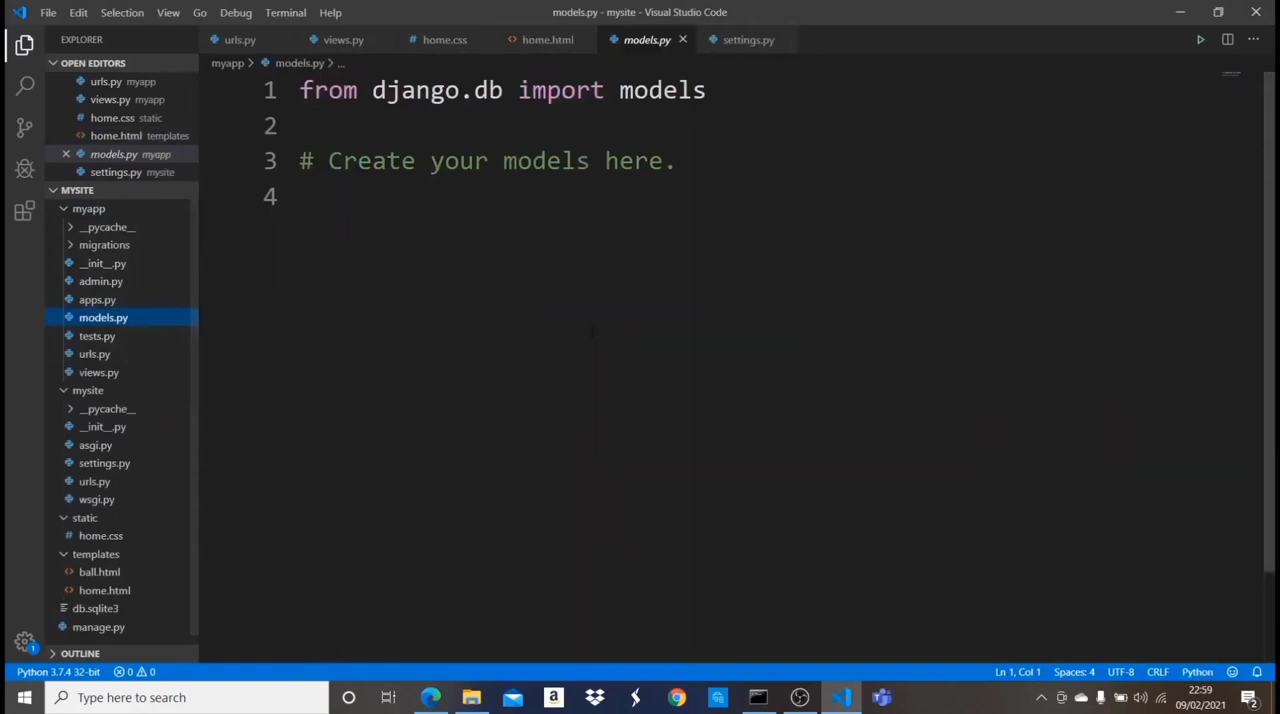 File Edit Selection View Go Debug Terminal Help
models.py - mysite - Visual Studio Code
EXPLORER
OPEN EDITORS
urls.py myapp
views.py myapp
home.css static
home.html templates
models.py myapp
settings.py mysite
MYSITE
myapp
__pycache__
migrations
__init__.py
admin.py
apps.py
models.py
tests.py
urls.py
views.py
mysite
__pycache__
__init__.py
asgi.py
settings.py
urls.py
wsgi.py
static
home.css
templates
ball.html
home.html
db.sqlite3
manage.py
OUTLINE
urls.py views.py home.css home.html models.py settings.py
myapp > models.py > ...
1 from django.db import models
2
3 # Create your models here.
4
Python 3.7.4 32-bit 0 0
Ln 1, Col 1 Spaces: 4 UTF-8 CRLF Python
1
Type here to search
22:59
09/02/2021
2